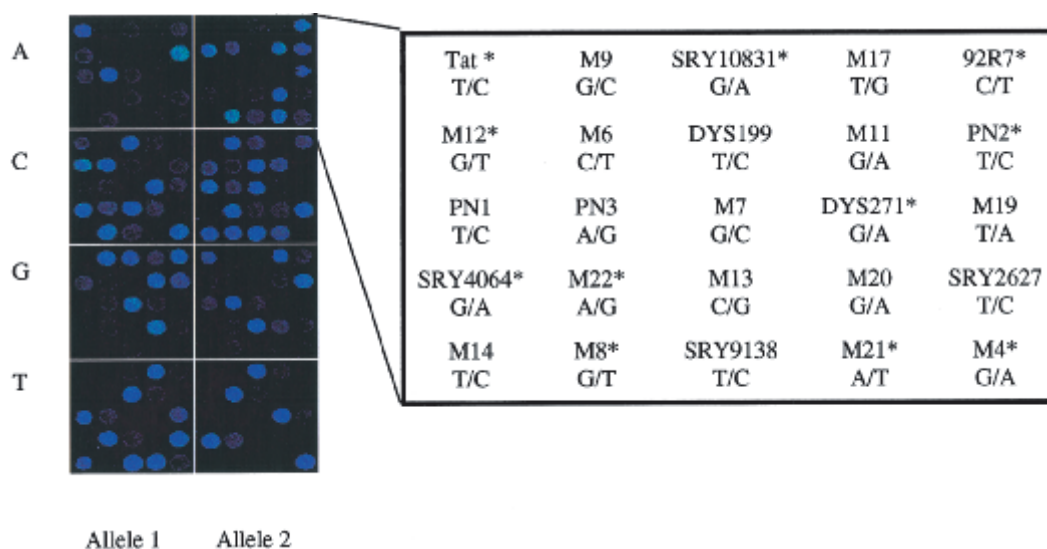 A
C
G
T
Allele 1 Allele 2
Tat * M9 SRY10831* M17 92R7*
T/C G/C G/A T/G C/T
M12* M6 DYS199 M11 PN2*
G/T C/T T/C G/A T/C
PN1 PN3 M7 DYS271* M19
T/C A/G G/C G/A T/A
SRY4064* M22* M13 M20 SRY2627
G/A A/G C/G G/A T/C
M14 M8* SRY9138 M21* M4*
T/C G/T T/C A/T G/A